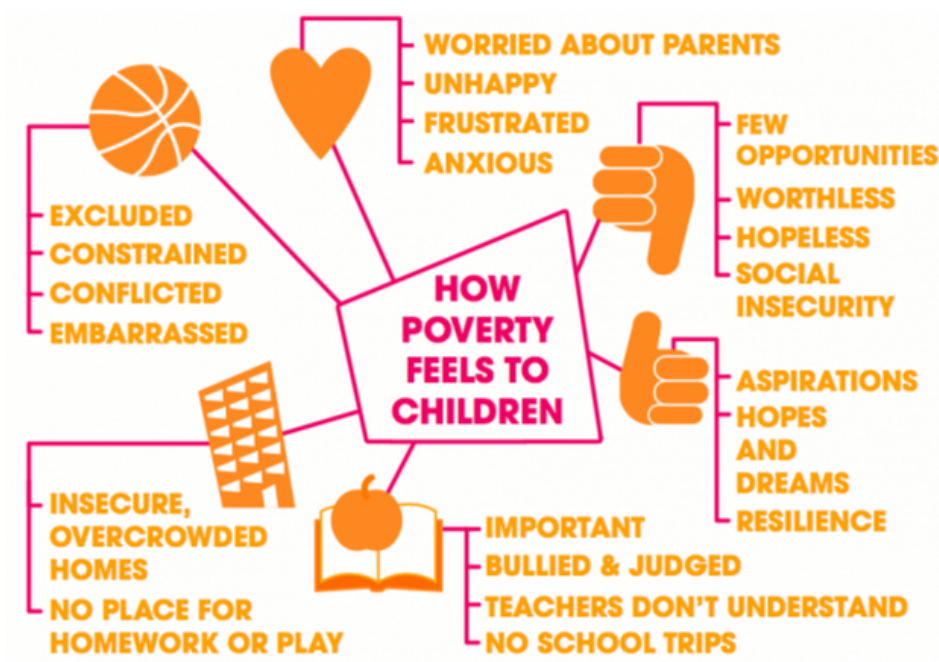 WORRIED ABOUT PARENTS
UNHAPPY
FRUSTRATED
ANXIOUS
FEW
OPPORTUNITIES
WORTHLESS
HOPELESS
SOCIAL
INSECURITY
EXCLUDED
CONSTRAINED
CONFLICTED
EMBARRASSED
HOW
POVERTY
FEELS TO
CHILDREN
ASPIRATIONS
HOPES
AND
DREAMS
RESILIENCE
INSECURE,
OVERCROWDED
HOMES
NO PLACE FOR
HOMEWORK OR PLAY
IMPORTANT
BULLIED & JUDGED
TEACHERS DON'T UNDERSTAND
NO SCHOOL TRIPS